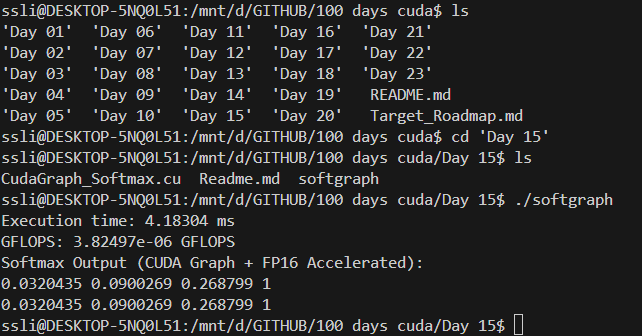 ssli@DESKTOP-5NQ0L51:/mnt/d/GITHUB/100 days cuda$ ls
'Day 01'  'Day 06'  'Day 11'  'Day 16'  'Day 21'
'Day 02'  'Day 07'  'Day 12'  'Day 17'  'Day 22'
'Day 03'  'Day 08'  'Day 13'  'Day 18'  'Day 23'
'Day 04'  'Day 09'  'Day 14'  'Day 19'   README.md
'Day 05'  'Day 10'  'Day 15'  'Day 20'   Target_Roadmap.md
ssli@DESKTOP-5NQ0L51:/mnt/d/GITHUB/100 days cuda$ cd 'Day 15'
ssli@DESKTOP-5NQ0L51:/mnt/d/GITHUB/100 days cuda/Day 15$ ls
CudaGraph_Softmax.cu  Readme.md  softgraph
ssli@DESKTOP-5NQ0L51:/mnt/d/GITHUB/100 days cuda/Day 15$ ./softgraph
Execution time: 4.18304 ms
GFLOPS: 3.82497e-06 GFLOPS
Softmax Output (CUDA Graph + FP16 Accelerated):
0.0320435 0.0900269 0.268799 1
0.0320435 0.0900269 0.268799 1
ssli@DESKTOP-5NQ0L51:/mnt/d/GITHUB/100 days cuda/Day 15$